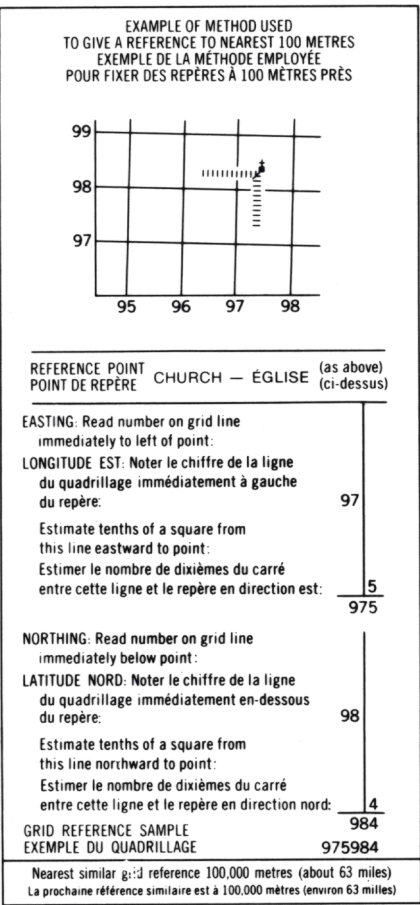 EXAMPLE OF METHOD USED
TO GIVE A REFERENCE TO NEAREST 100 METRES
EXEMPLE DE LA MÉTHODE EMPLOYÉE
POUR FIXER DES REPÈRES À 100 MÈTRES PRÈS
99
98
97
95 96 97 98
REFERENCE POINT CHURCH — ÉGLISE (as above)
POINT DE REPÈRE (ci-dessus)
EASTING: Read number on grid line
immediately to left of point:
LONGITUDE EST: Noter le chiffre de la ligne
du quadrillage immédiatement à gauche
du repère: 97
Estimate tenths of a square from
this line eastward to point:
Estimer le nombre de dixièmes du carré
entre cette ligne et le repère en direction est: 5
975
NORTHING: Read number on grid line
immediately below point:
LATITUDE NORD: Noter le chiffre de la ligne
du quadrillage immédiatement en-dessous
du repère: 98
Estimate tenths of a square from
this line northward to point:
Estimer le nombre de dixièmes du carré
entre cette ligne et le repère en direction nord: 4
GRID REFERENCE SAMPLE 984
EXEMPLE DU QUADRILLAGE 975984
Nearest similar grid reference 100,000 metres (about 63 miles)
La prochaine référence similaire est à 100,000 mètres (environ 63 milles)